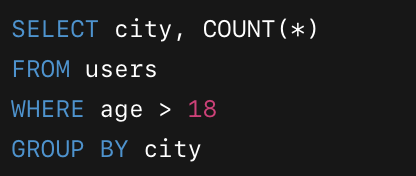 SELECT city, COUNT(*)
FROM users
WHERE age > 18
GROUP BY city